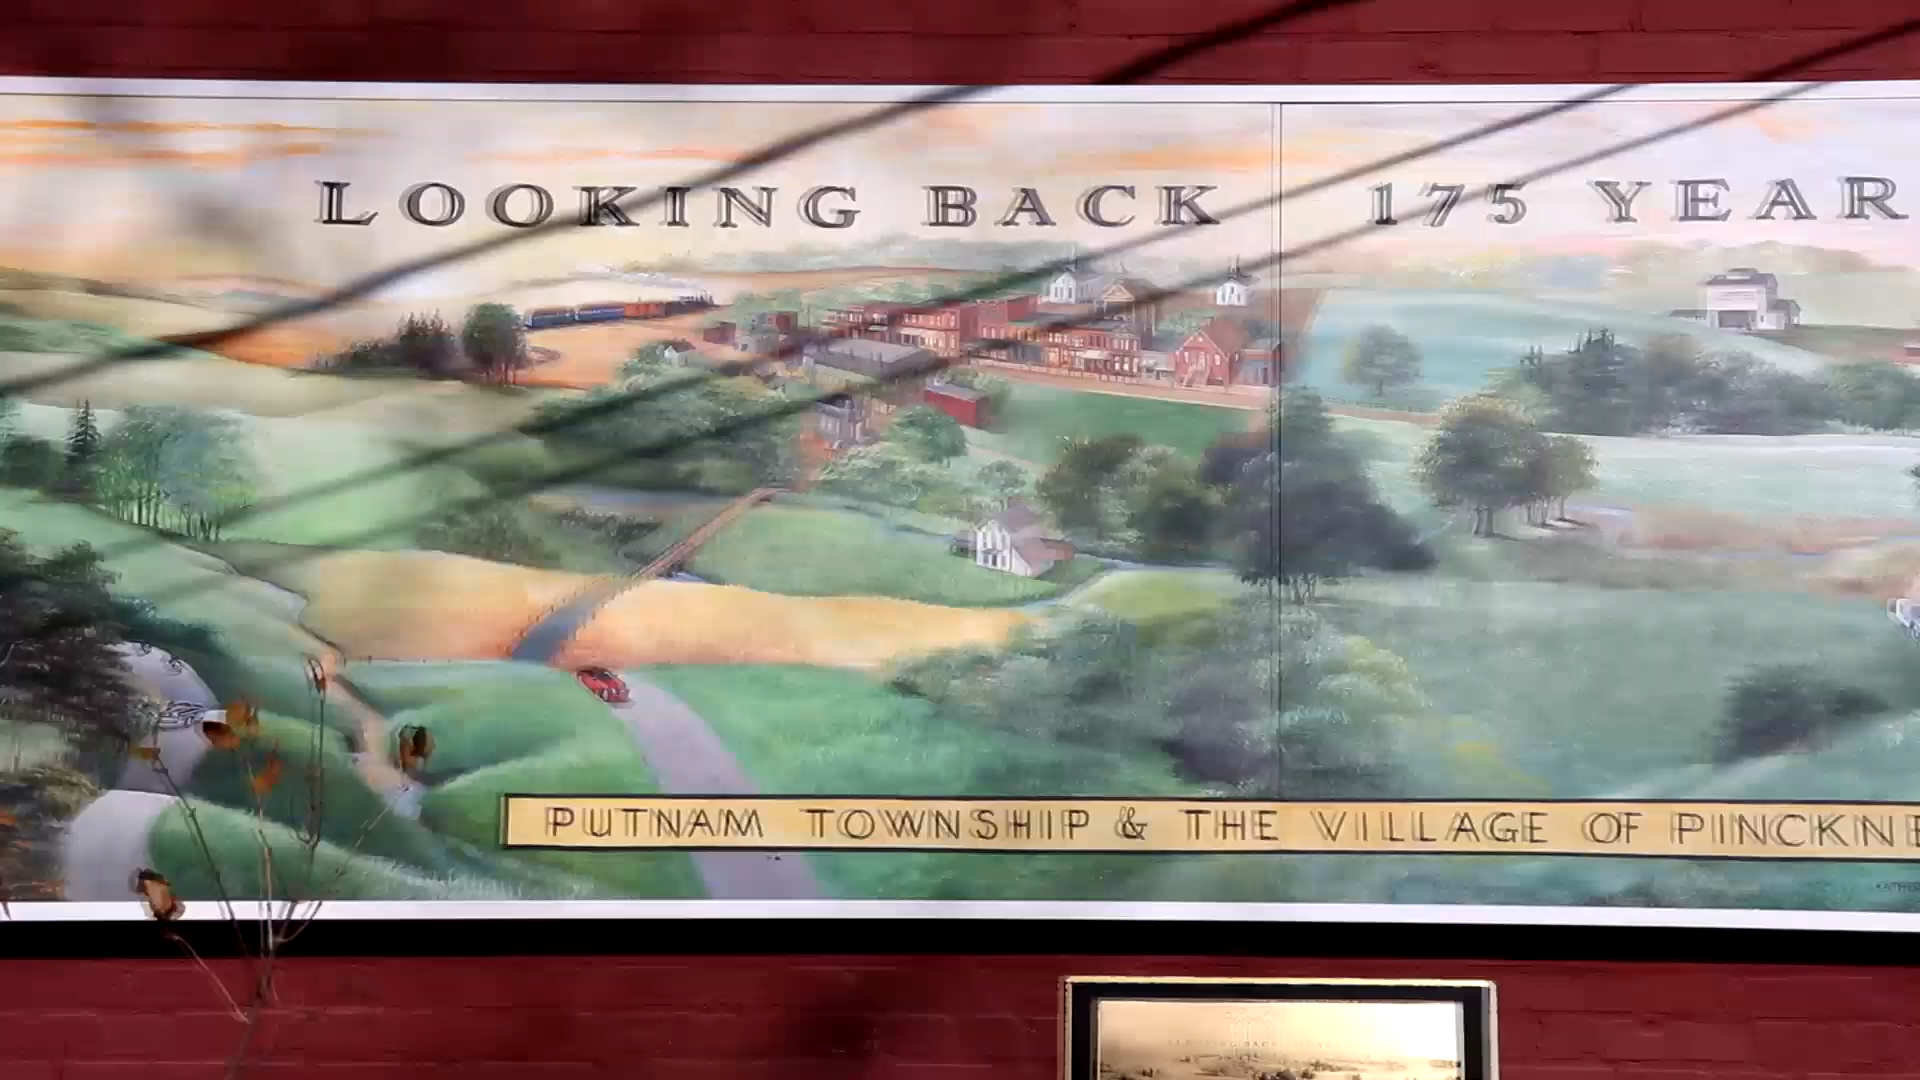 LOOKING BACK 175 YEAR
PUTNAM TOWNSHIP & THE VILLAGE OF PINCKNE